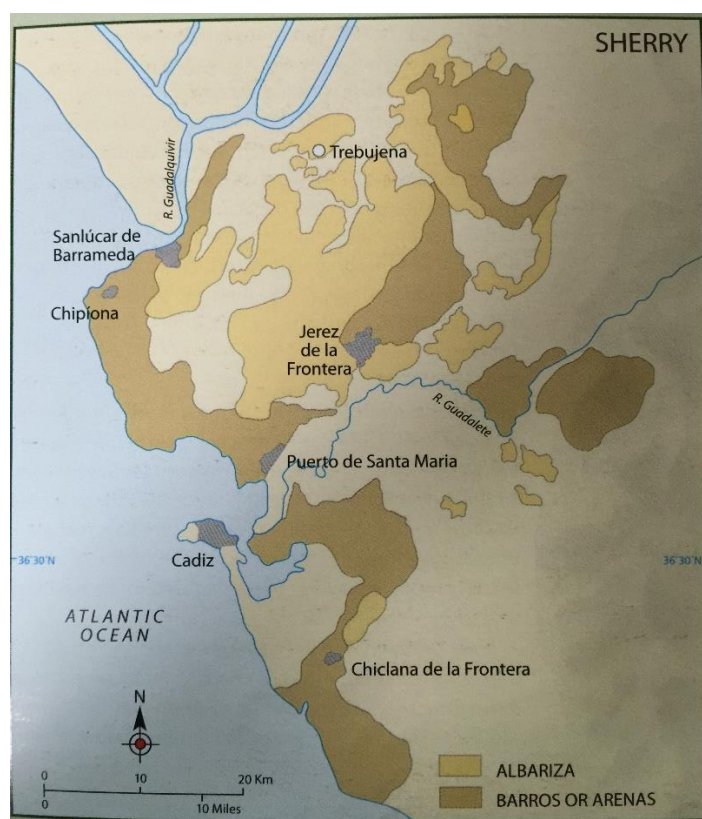 SHERRY
R. Guadalquivir
Trebujena
Sanlúcar de
Barrameda
Chipiona
Jerez
de la
Frontera
R. Guadalete
Puerto de Santa Maria
Cadiz
36°30'N
36°30'N
ATLANTIC
OCEAN
Chiclana de la Frontera
N
0
10
20 Km
0
10 Miles
ALBARIZA
BARROS OR ARENAS